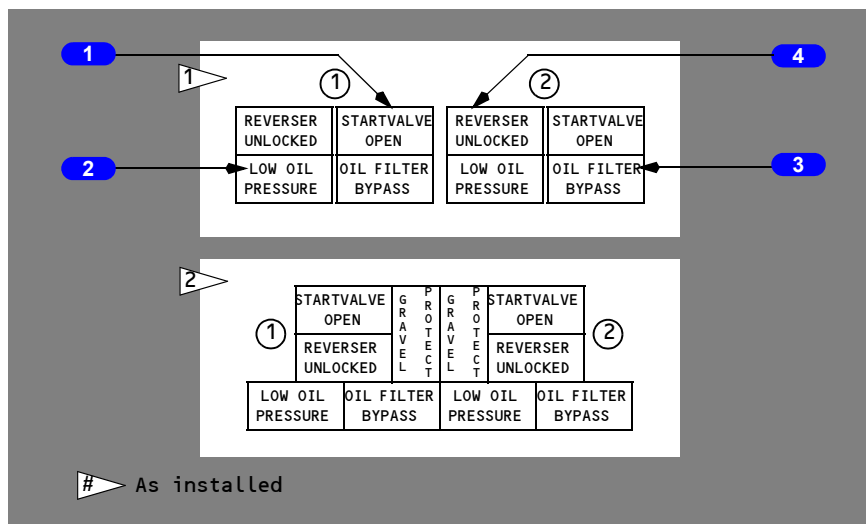 1
4
1
1
2
REVERSER UNLOCKED
STARTVALVE OPEN
REVERSER UNLOCKED
STARTVALVE OPEN
2
3
LOW OIL PRESSURE
OIL FILTER BYPASS
LOW OIL PRESSURE
OIL FILTER BYPASS
2
1
STARTVALVE OPEN
GRAVEL PROTECT
GRAVEL PROTECT
STARTVALVE OPEN
2
REVERSER UNLOCKED
REVERSER UNLOCKED
LOW OIL PRESSURE
OIL FILTER BYPASS
LOW OIL PRESSURE
OIL FILTER BYPASS
# As installed